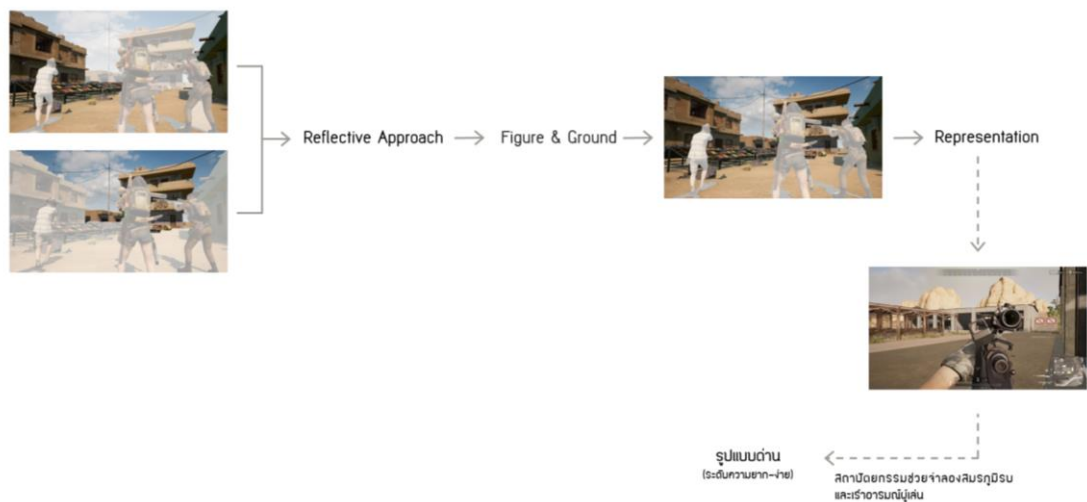 Reflective Approach
Figure & Ground
Representation
รูปแบบด่าน
(ระดับความยาก-ง่าย)
สถาปัตยกรรมช่วยจำลองสมรภูมิรบ
และเร้าอารมณ์ผู้เล่น